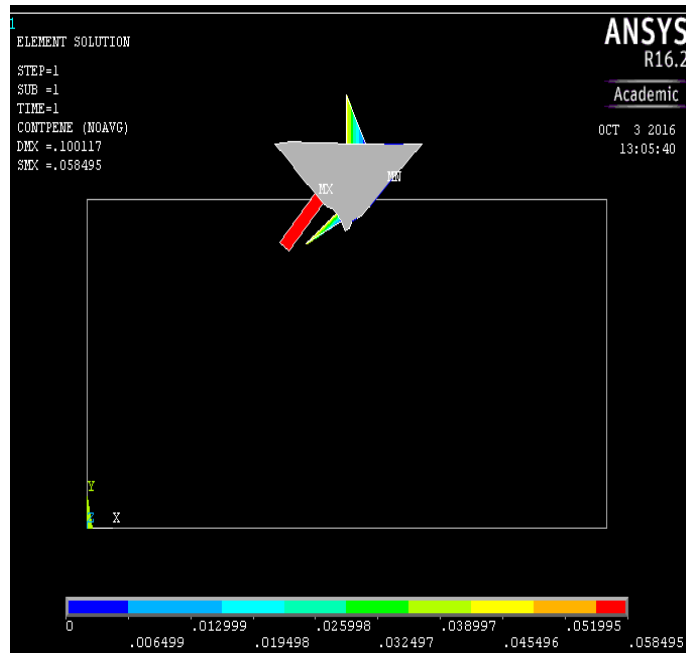 1
ELEMENT SOLUTION
STEP=1
SUB =1
TIME=1
CONTPENE (NOAVG)
DMX =.100117
SMX =.058495
ANSYS
R16.2
Academic
OCT  3 2016
13:05:40
MX
MN
Y
X
0
.006499
.012999
.019498
.025998
.032497
.038997
.045496
.051995
.058495